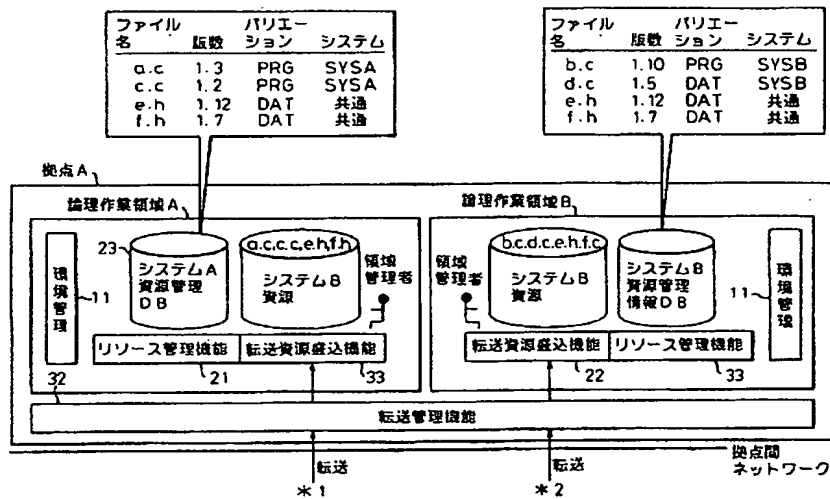 ファイル名 版数 バリエーション システム
a.c 1.3 PRG SYSA
c.c 1.2 PRG SYSA
e.h 1.12 DAT 共通
f.h 1.7 DAT 共通
ファイル名 版数 バリエーション システム
b.c 1.10 PRG SYSB
d.c 1.5 DAT SYSB
e.h 1.12 DAT 共通
f.h 1.7 DAT 共通
拠点A
論理作業領域A
環境管理
11
23
システムA
資源管理
DB
a.c,c.c,e.h,f.h
システムB
資源
領域
管理者
リソース管理機能
転送資源盛込機能
21
33
論理作業領域B
領域
管理者
b.c,d.c,e.h,f.c
システムB
資源
システムB
資源管理
情報DB
環境管理
11
転送資源盛込機能
リソース管理機能
22
33
32
転送管理機能
転送
＊1
転送
＊2
拠点間
ネットワーク